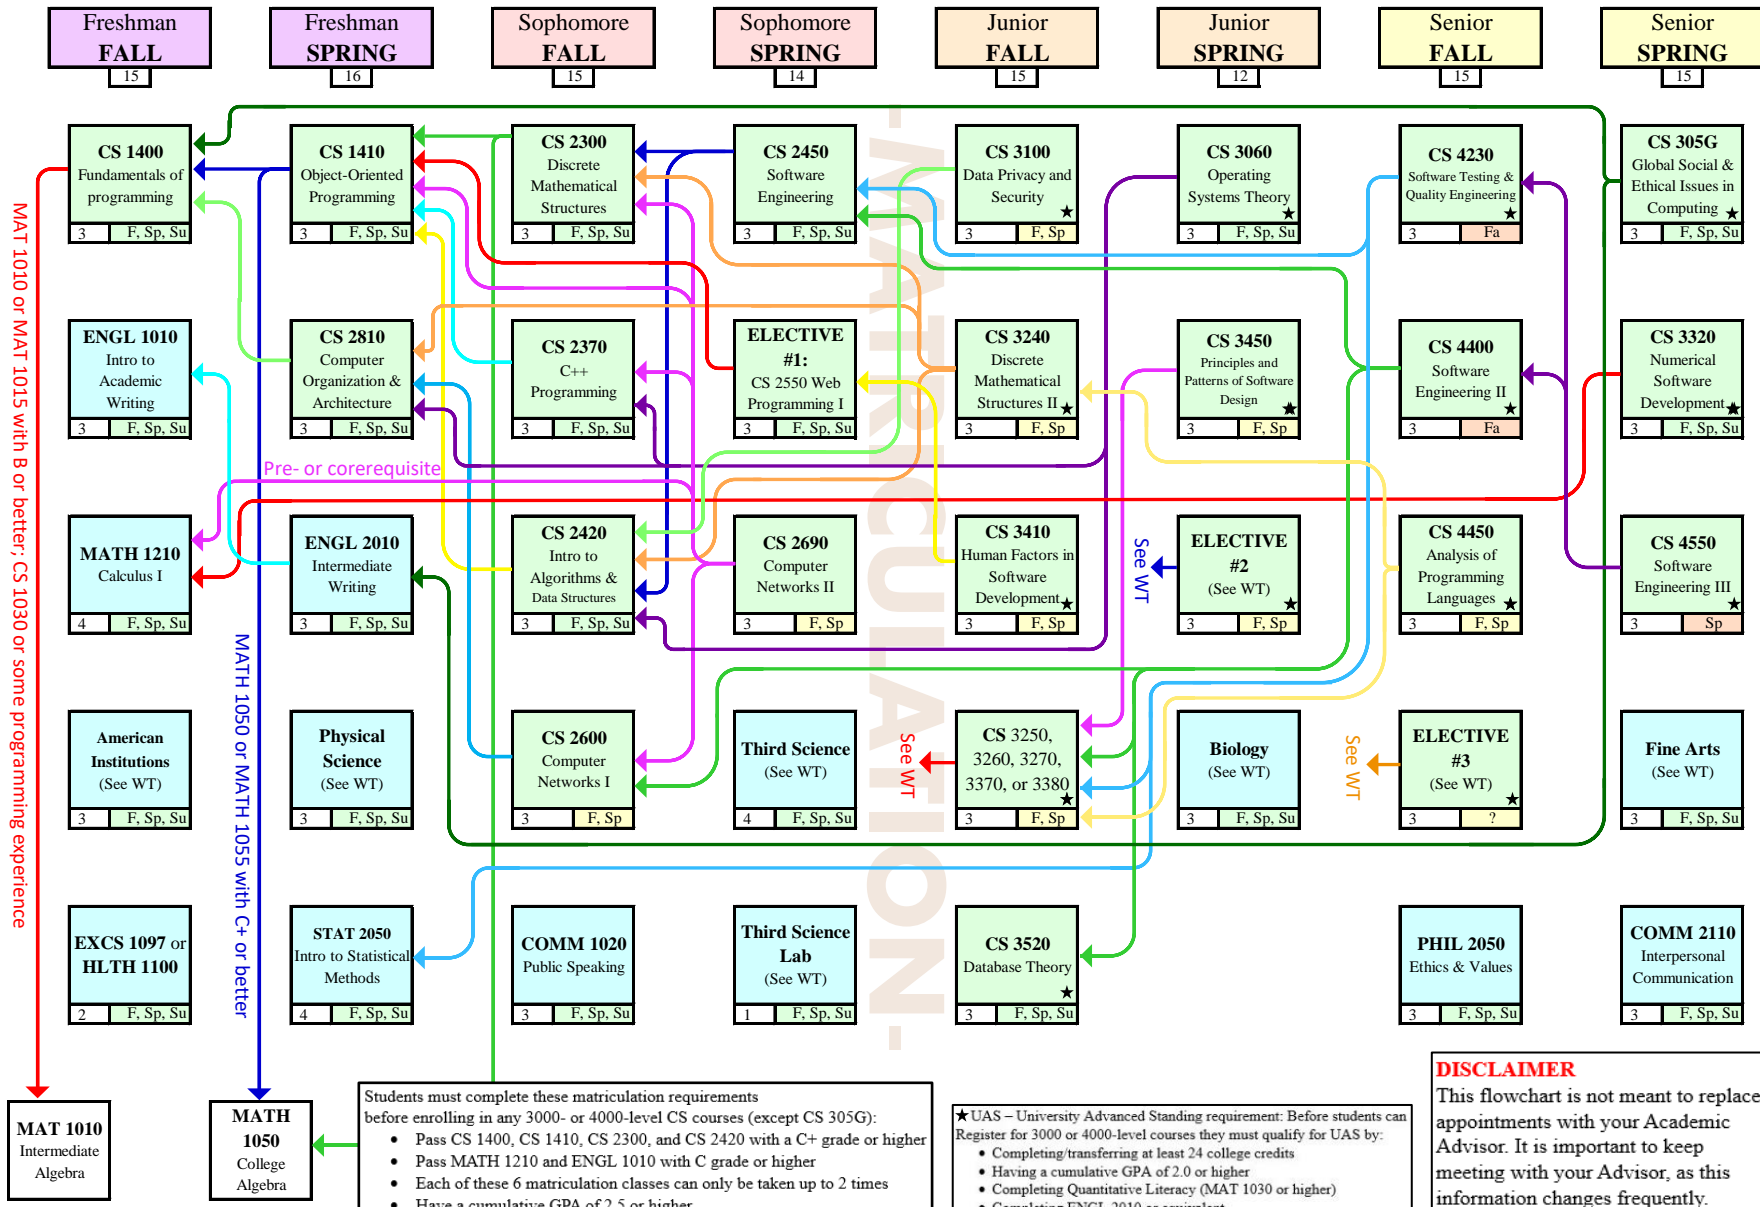 Freshman
FALL
15
Freshman
SPRING
16
Sophomore
FALL
15
Sophomore
SPRING
14
Junior
FALL
15
Junior
SPRING
12
Senior
FALL
15
Senior
SPRING
15
CS 1400
Fundamentals of
programming
3 F, Sp, Su
CS 1410
Object-Oriented
Programming
3 F, Sp, Su
CS 2300
Discrete
Mathematical
Structures
3 F, Sp, Su
CS 2450
Software
Engineering
3 F, Sp, Su
CS 3100
Data Privacy and
Security
★
3 F, Sp
CS 3060
Operating
Systems Theory ★
3 F, Sp, Su
CS 4230
Software Testing &
Quality Engineering
★
3 Fa
CS 305G
Global Social &
Ethical Issues in
Computing ★
3 F, Sp, Su
ENGL 1010
Intro to
Academic
Writing
3 F, Sp, Su
CS 2810
Computer
Organization &
Architecture
3 F, Sp, Su
CS 2370
C++
Programming
3 F, Sp, Su
ELECTIVE
#1:
CS 2550 Web
Programming I
3 F, Sp, Su
CS 3240
Discrete
Mathematical
Structures II ★
3 F, Sp
CS 3450
Principles and
Patterns of Software
Design ★
3 F, Sp
CS 4400
Software
Engineering II
★
3 Fa
CS 3320
Numerical
Software
Development ★
3 F, Sp, Su
Pre- or corerequisite
MATH 1210
Calculus I
4 F, Sp, Su
ENGL 2010
Intermediate
Writing
3 F, Sp, Su
CS 2420
Intro to
Algorithms &
Data Structures
3 F, Sp, Su
CS 2690
Computer
Networks II
3 F, Sp
CS 3410
Human Factors in
Software
Development ★
3 F, Sp
See WT
ELECTIVE
#2
(See WT)
★
3 F, Sp
CS 4450
Analysis of
Programming
Languages ★
3 F, Sp
CS 4550
Software
Engineering III
★
3 Sp
American
Institutions
(See WT)
3 F, Sp, Su
Physical
Science
(See WT)
3 F, Sp, Su
CS 2600
Computer
Networks I
3 F, Sp
Third Science
(See WT)
4 F, Sp, Su
See WT
CS 3250,
3260, 3270,
3370, or 3380
★
3 F, Sp
Biology
(See WT)
3 F, Sp, Su
See WT
ELECTIVE
#3
(See WT)
★
3 ?
Fine Arts
(See WT)
3 F, Sp, Su
EXCS 1097 or
HLTH 1100
2 F, Sp, Su
STAT 2050
Intro to Statistical
Methods
4 F, Sp, Su
COMM 1020
Public Speaking
3 F, Sp, Su
Third Science
Lab
(See WT)
1 F, Sp, Su
CS 3520
Database Theory
★
3 F, Sp, Su
PHIL 2050
Ethics & Values
3 F, Sp, Su
COMM 2110
Interpersonal
Communication
3 F, Sp, Su
MAT 1010 or MAT 1015 with B or better; CS 1030 or some programming experience
MATH 1050 or MATH 1055 with C+ or better
-MATRICULATION-
MAT 1010
Intermediate
Algebra
MATH
1050
College
Algebra
Students must complete these matriculation requirements
before enrolling in any 3000- or 4000-level CS courses (except CS 305G):
• Pass CS 1400, CS 1410, CS 2300, and CS 2420 with a C+ grade or higher
• Pass MATH 1210 and ENGL 1010 with C grade or higher
• Each of these 6 matriculation classes can only be taken up to 2 times
• Have a cumulative GPA of 2.5 or higher
★UAS – University Advanced Standing requirement: Before students can
Register for 3000 or 4000-level courses they must qualify for UAS by:
• Completing/transferring at least 24 college credits
• Having a cumulative GPA of 2.0 or higher
• Completing Quantitative Literacy (MAT 1030 or higher)
• Completing ENGL 2010 or equivalent
DISCLAIMER
This flowchart is not meant to replace
appointments with your Academic
Advisor. It is important to keep
meeting with your Advisor, as this
information changes frequently.